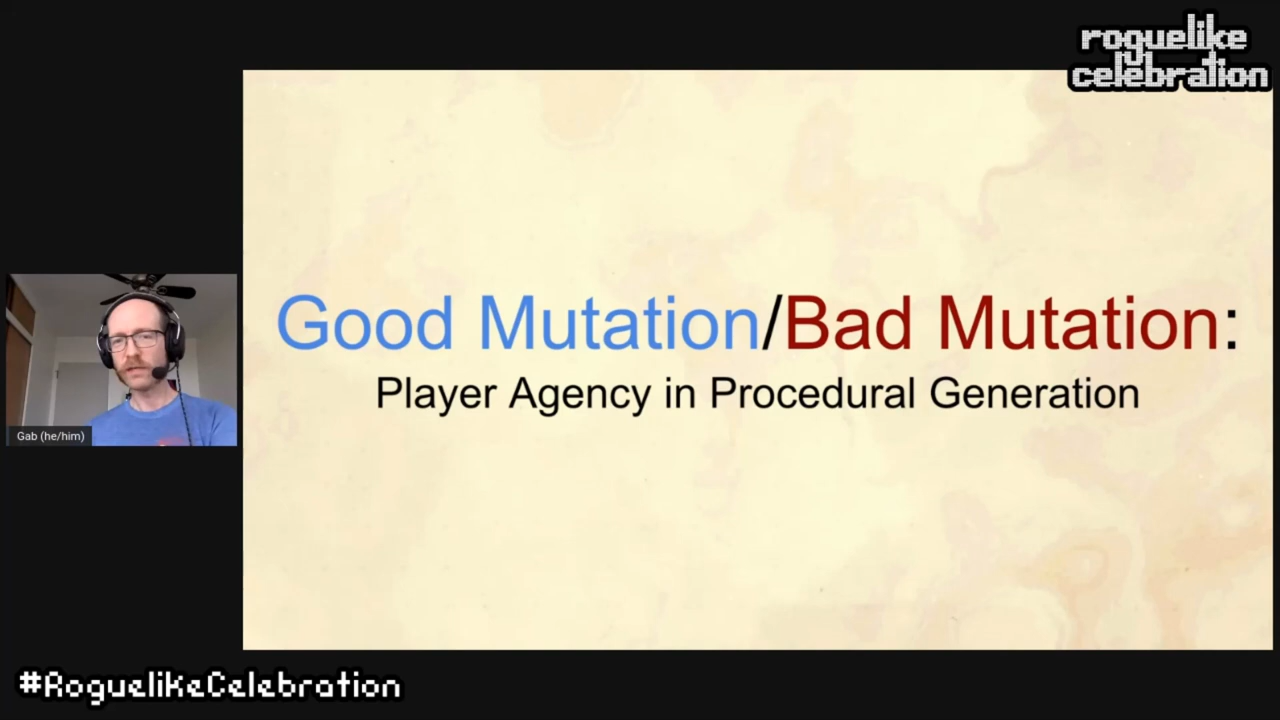 roguelike
celebration
Good Mutation/Bad Mutation:
Player Agency in Procedural Generation
Gab (he/him)
#RoguelikeCelebration